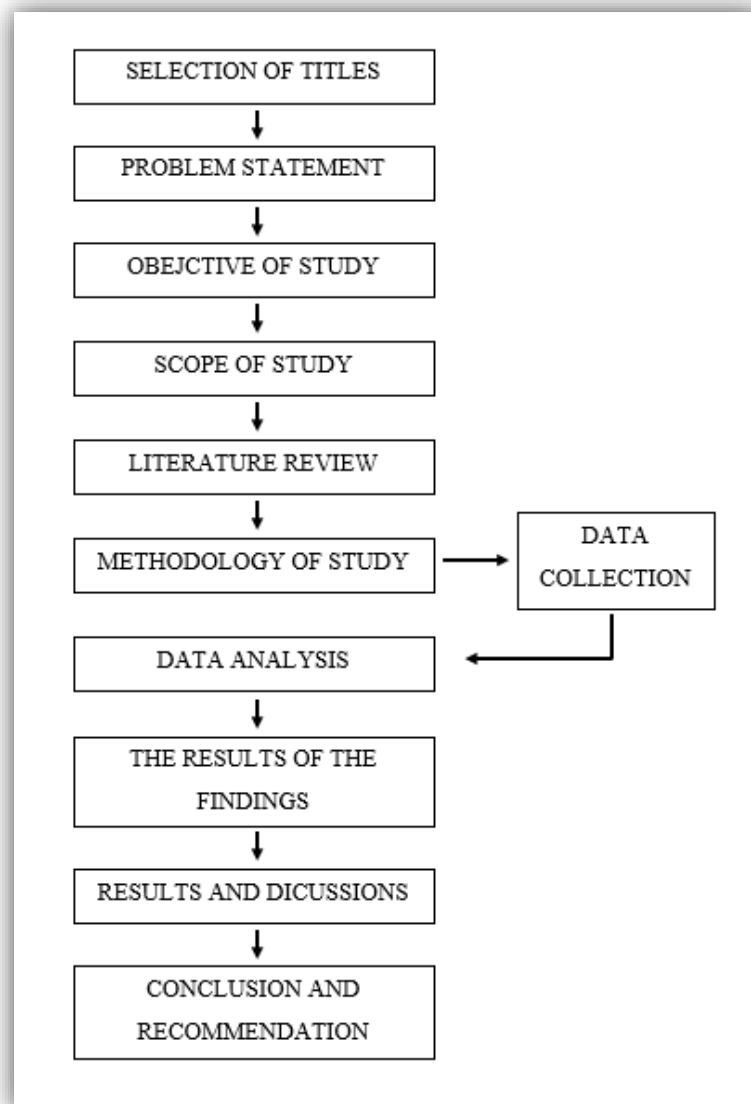 SELECTION OF TITLES
PROBLEM STATEMENT
OBEJCTIVE OF STUDY
SCOPE OF STUDY
LITERATURE REVIEW
METHODOLOGY OF STUDY
DATA
COLLECTION
DATA ANALYSIS
THE RESULTS OF THE
FINDINGS
RESULTS AND DICUSSIONS
CONCLUSION AND
RECOMMENDATION